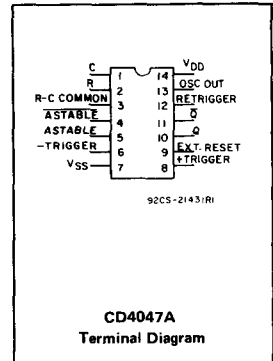 C 1 14 VDD
R 2 13 OSC OUT
R-C COMMON 3 12 RETRIGGER
A̅S̅T̅A̅B̅L̅E̅ 4 11 Q̅
ASTABLE 5 10 Q
-TRIGGER 6 9 EXT. RESET
VSS 7 8 +TRIGGER
92CS-21431R1
CD4047A
Terminal Diagram